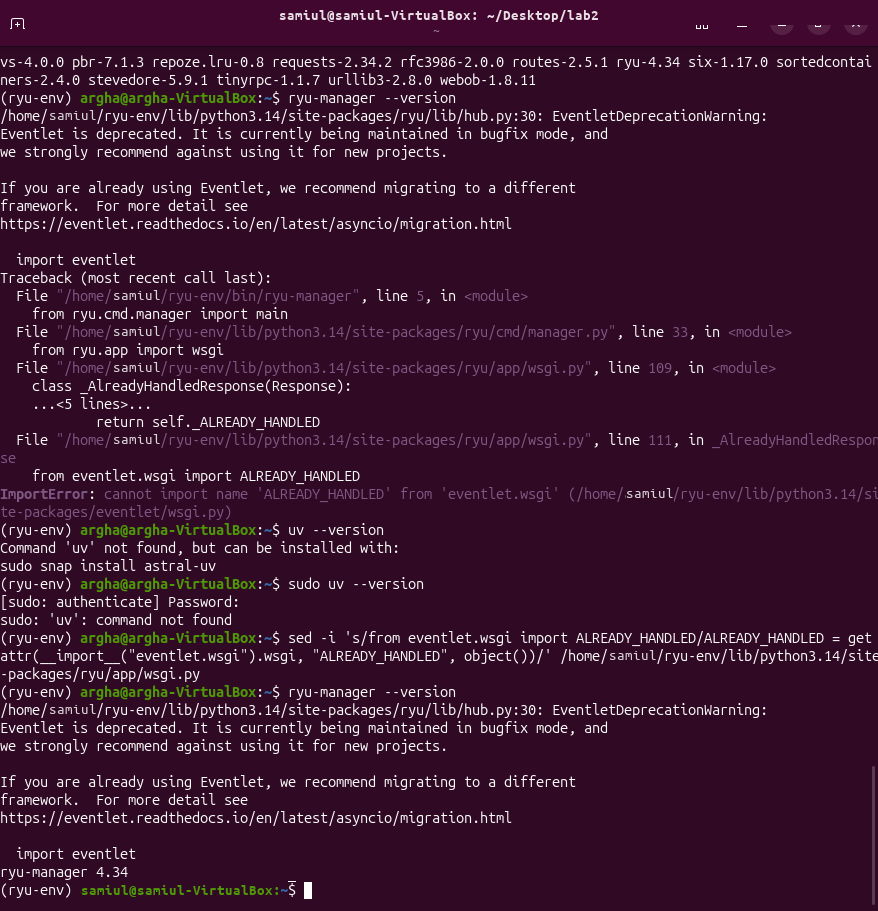 samiul@samiul-VirtualBox: ~/Desktop/lab2
~
vs-4.0.0 pbr-7.1.3 repoze.lru-0.8 requests-2.34.2 rfc3986-2.0.0 routes-2.5.1 ryu-4.34 six-1.17.0 sortedcontai
ners-2.4.0 stevedore-5.9.1 tinyrpc-1.1.7 urllib3-2.8.0 webob-1.8.11
(ryu-env) argha@argha-VirtualBox:~$ ryu-manager --version
/home/samiul/ryu-env/lib/python3.14/site-packages/ryu/lib/hub.py:30: EventletDeprecationWarning:
Eventlet is deprecated. It is currently being maintained in bugfix mode, and
we strongly recommend against using it for new projects.
If you are already using Eventlet, we recommend migrating to a different
framework.  For more detail see
https://eventlet.readthedocs.io/en/latest/asyncio/migration.html
  import eventlet
Traceback (most recent call last):
  File "/home/samiul/ryu-env/bin/ryu-manager", line 5, in <module>
    from ryu.cmd.manager import main
  File "/home/samiul/ryu-env/lib/python3.14/site-packages/ryu/cmd/manager.py", line 33, in <module>
    from ryu.app import wsgi
  File "/home/samiul/ryu-env/lib/python3.14/site-packages/ryu/app/wsgi.py", line 109, in <module>
    class _AlreadyHandledResponse(Response):
    ...<5 lines>...
            return self._ALREADY_HANDLED
  File "/home/samiul/ryu-env/lib/python3.14/site-packages/ryu/app/wsgi.py", line 111, in _AlreadyHandledRespon
se
    from eventlet.wsgi import ALREADY_HANDLED
ImportError: cannot import name 'ALREADY_HANDLED' from 'eventlet.wsgi' (/home/samiul/ryu-env/lib/python3.14/si
te-packages/eventlet/wsgi.py)
(ryu-env) argha@argha-VirtualBox:~$ uv --version
Command 'uv' not found, but can be installed with:
sudo snap install astral-uv
(ryu-env) argha@argha-VirtualBox:~$ sudo uv --version
[sudo: authenticate] Password:
sudo: 'uv': command not found
(ryu-env) argha@argha-VirtualBox:~$ sed -i 's/from eventlet.wsgi import ALREADY_HANDLED/ALREADY_HANDLED = get
attr(__import__("eventlet.wsgi").wsgi, "ALREADY_HANDLED", object())/' /home/samiul/ryu-env/lib/python3.14/site
-packages/ryu/app/wsgi.py
(ryu-env) argha@argha-VirtualBox:~$ ryu-manager --version
/home/samiul/ryu-env/lib/python3.14/site-packages/ryu/lib/hub.py:30: EventletDeprecationWarning:
Eventlet is deprecated. It is currently being maintained in bugfix mode, and
we strongly recommend against using it for new projects.
If you are already using Eventlet, we recommend migrating to a different
framework.  For more detail see
https://eventlet.readthedocs.io/en/latest/asyncio/migration.html
  import eventlet
ryu-manager 4.34
(ryu-env) samiul@samiul-VirtualBox:~$